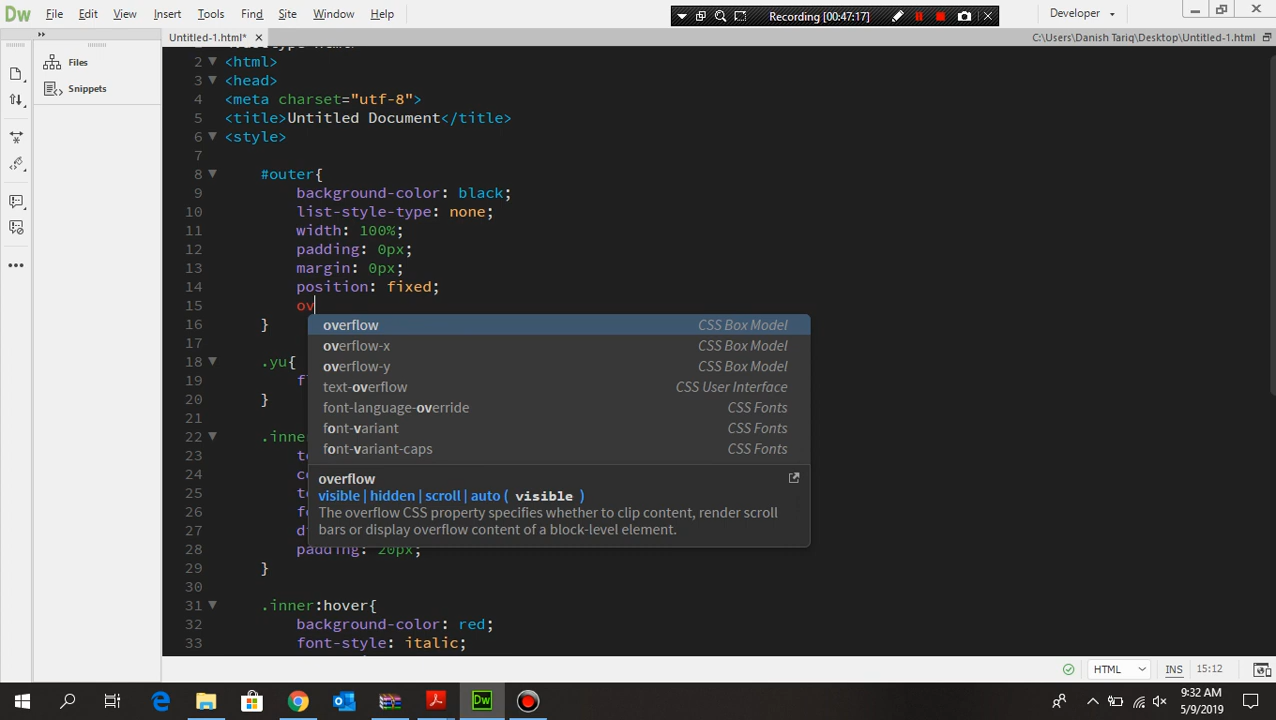 Dw File Edit View Insert Tools Find Site Window Help
Recording [00:47:17]
Developer
Untitled-1.html*
C:\Users\Danish Tariq\Desktop\Untitled-1.html
Files
Snippets
2 <html>
3 <head>
4 <meta charset="utf-8">
5 <title>Untitled Document</title>
6 <style>
7
8 #outer{
9 background-color: black;
10 list-style-type: none;
11 width: 100%;
12 padding: 0px;
13 margin: 0px;
14 position: fixed;
15 ov
16 }
17
18 .yu{
19 f
20 }
21
22 .inne
23 te
24 co
25 te
26 fo
27 d
28 padding: 20px;
29 }
30
31 .inner:hover{
32 background-color: red;
33 font-style: italic;
overflow CSS Box Model
overflow-x CSS Box Model
overflow-y CSS Box Model
text-overflow CSS User Interface
font-language-override CSS Fonts
font-variant CSS Fonts
font-variant-caps CSS Fonts
overflow
visible | hidden | scroll | auto ( visible )
The overflow CSS property specifies whether to clip content, render scroll
bars or display overflow content of a block-level element.
HTML INS 15:12
Dw
9:32 AM
5/9/2019